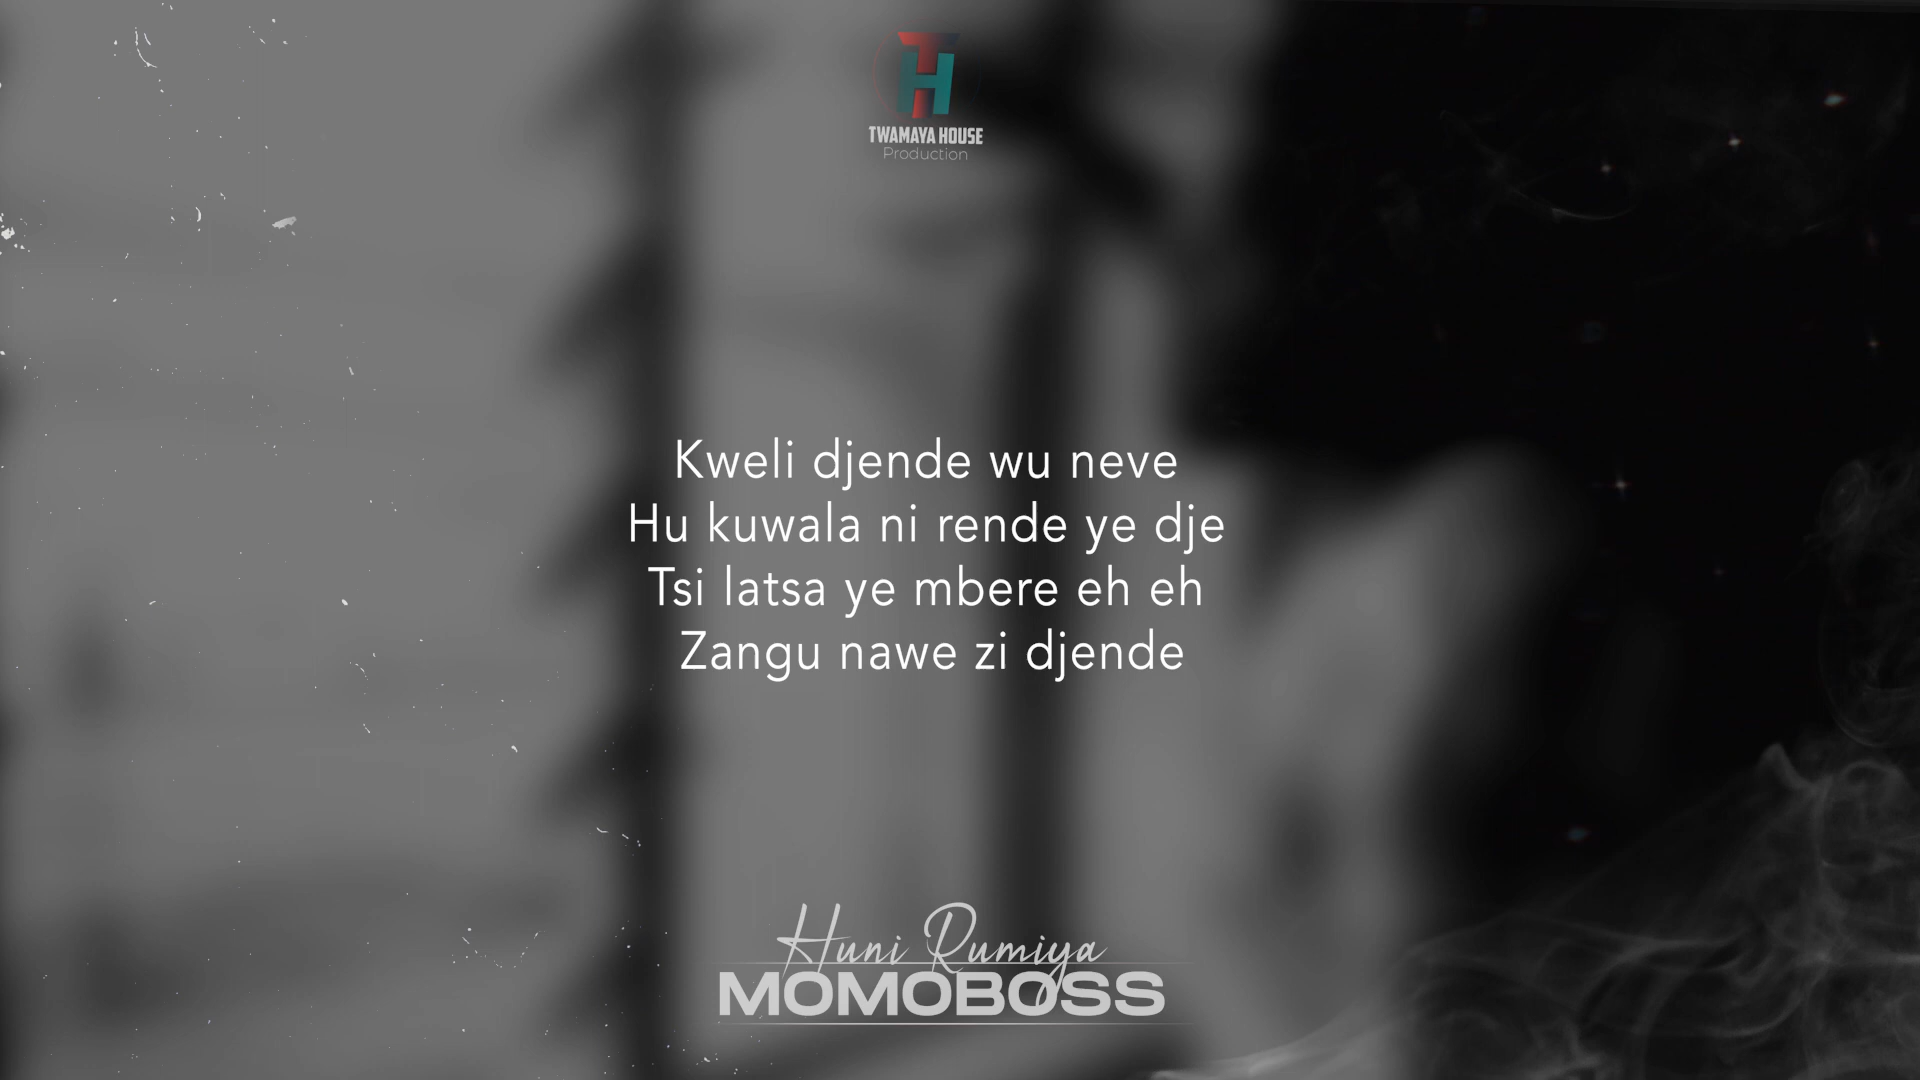 TH
TWAMAYA HOUSE
Production
Kweli djende wu neve
Hu kuwala ni rende ye dje
Tsi latsa ye mbere eh eh
Zangu nawe zi djende
Huni Rumiya
MOMOBOSS